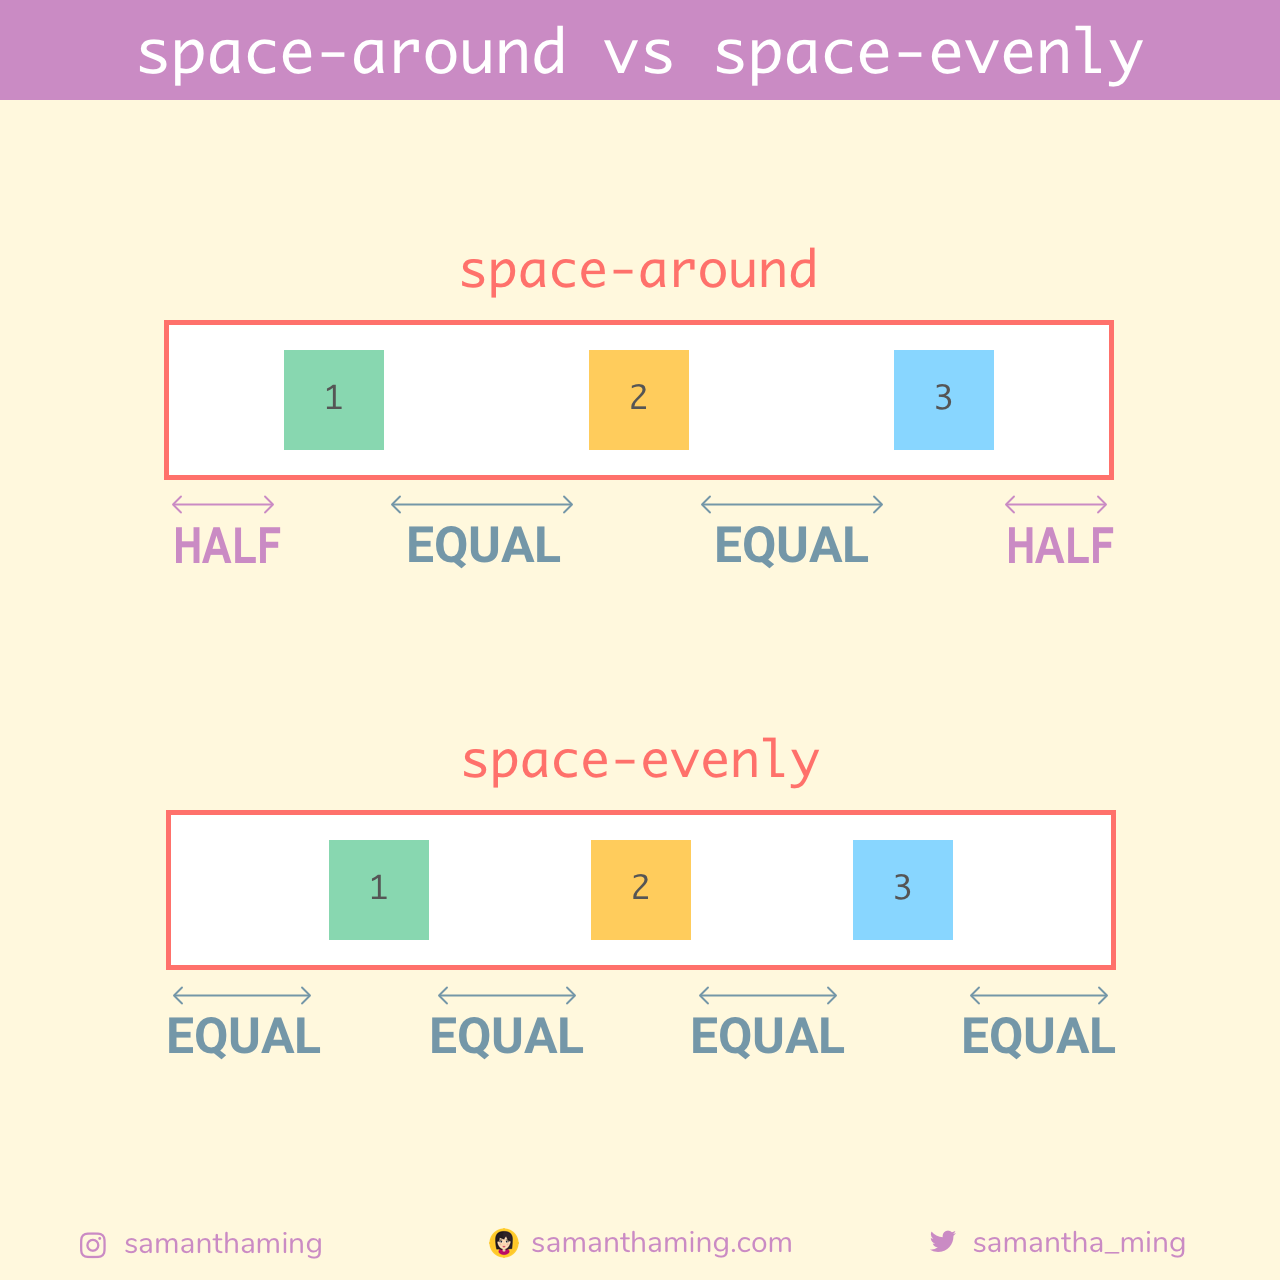 space-around vs space-evenly
space-around
1 2 3
HALF EQUAL EQUAL HALF
space-evenly
1 2 3
EQUAL EQUAL EQUAL EQUAL
samanthaming samanthaming.com samantha_ming